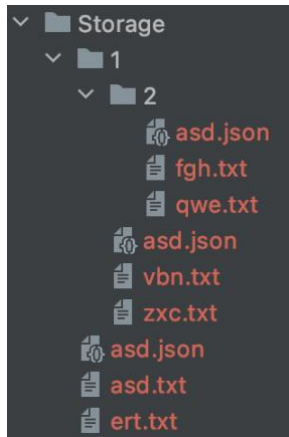 Storage
1
2
asd.json
fgh.txt
qwe.txt
asd.json
vbn.txt
zxc.txt
asd.json
asd.txt
ert.txt